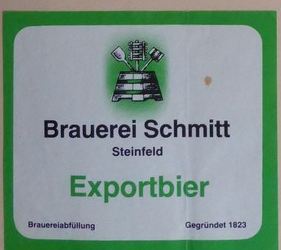 Brauerei Schmitt
Steinfeld
Exportbier
Brauereiabfüllung Gegründet 1823